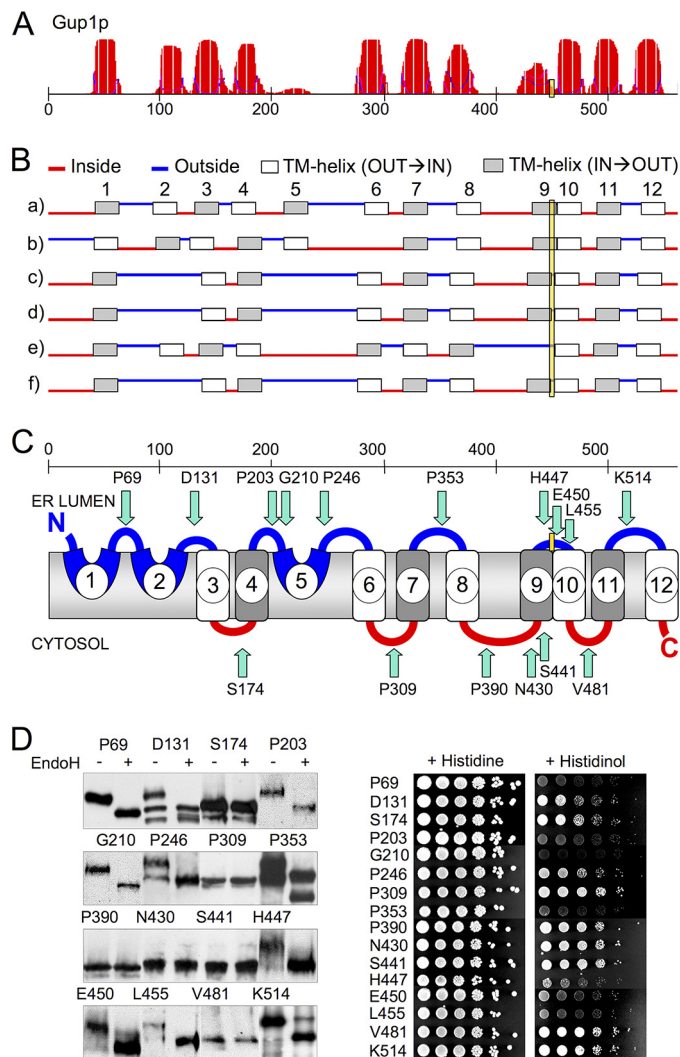 A
Gup1p
0 100 200 300 400 500
B
Inside Outside TM-helix (OUT→IN) TM-helix (IN→OUT)
1 2 3 4 5 6 7 8 9 10 11 12
a)
b)
c)
d)
e)
f)
C
0 100 200 300 400 500
P69 D131 P203 G210 P246 P353 H447 K514
E450
L455
ER LUMEN
N
1 2 3 4 5 6 7 8 9 10 11 12
CYTOSOL
C
S174 P309 P390 N430 S441 V481
D
P69 D131 S174 P203
EndoH - + - + - + - +
G210 P246 P309 P353
P390 N430 S441 H447
E450 L455 V481 K514
+ Histidine + Histidinol
P69
D131
S174
P203
G210
P246
P309
P353
P390
N430
S441
H447
E450
L455
V481
K514